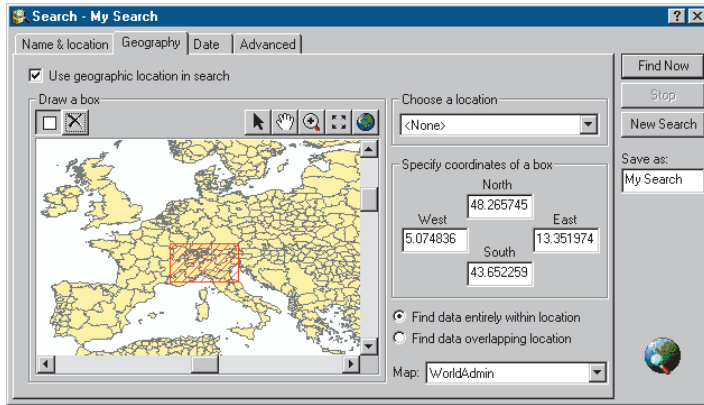 Search - My Search
Name & location
Geography
Date
Advanced
Use geographic location in search
Draw a box
Choose a location
<None>
Specify coordinates of a box
North
48.265745
West
East
5.074836
13.351974
South
43.652259
Find data entirely within location
Find data overlapping location
Map:
WorldAdmin
Find Now
Stop
New Search
Save as:
My Search